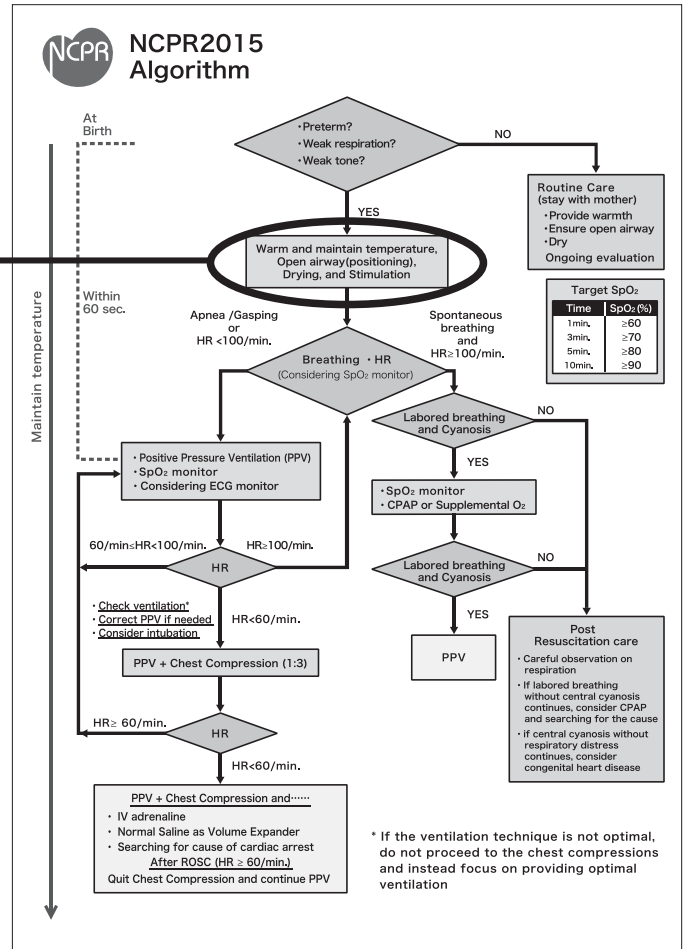 NCPR
NCPR2015
Algorithm
At
Birth
・Preterm?
・Weak respiration?
・Weak tone?
NO
YES
Routine Care
(stay with mother)
・Provide warmth
・Ensure open airway
・Dry
Ongoing evaluation
Warm and maintain temperature,
Open airway(positioning),
Drying, and Stimulation
Target SpO₂
Time SpO₂(%)
1min. ≥60
3min. ≥70
5min. ≥80
10min. ≥90
Maintain temperature
Within
60 sec.
Apnea /Gasping
or
HR <100/min.
Spontaneous
breathing
and
HR≥100/min.
Breathing ・HR
(Considering SpO₂ monitor)
Labored breathing
and Cyanosis
NO
YES
・Positive Pressure Ventilation (PPV)
・SpO₂ monitor
・Considering ECG monitor
・SpO₂ monitor
・CPAP or Supplemental O₂
60/min≤HR<100/min.
HR≥100/min.
HR
Labored breathing
and Cyanosis
NO
YES
・Check ventilation*
・Correct PPV if needed
・Consider intubation
HR<60/min.
PPV + Chest Compression (1:3)
PPV
Post
Resuscitation care
・Careful observation on
respiration
・If labored breathing
without central cyanosis
continues, consider CPAP
and searching for the cause
・if central cyanosis without
respiratory distress
continues, consider
congenital heart disease
HR≥ 60/min.
HR
HR<60/min.
PPV + Chest Compression and……
・ IV adrenaline
・ Normal Saline as Volume Expander
・ Searching for cause of cardiac arrest
After ROSC (HR ≥ 60/min.)
Quit Chest Compression and continue PPV
* If the ventilation technique is not optimal,
do not proceed to the chest compressions
and instead focus on providing optimal
ventilation